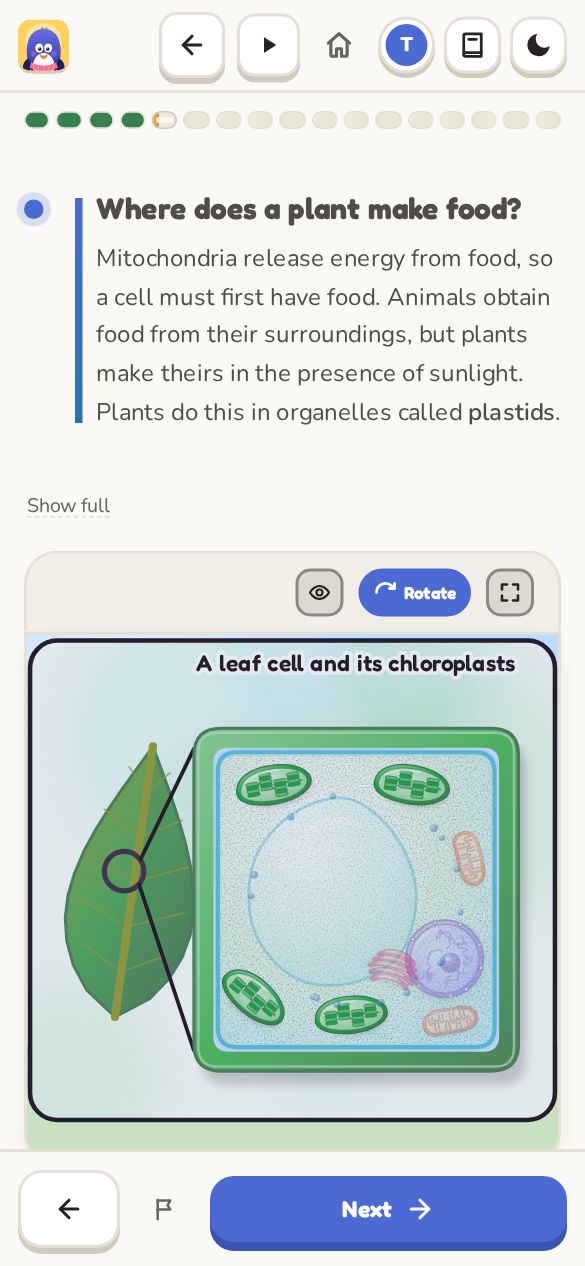 T
Where does a plant make food?
Mitochondria release energy from food, so
a cell must first have food. Animals obtain
food from their surroundings, but plants
make theirs in the presence of sunlight.
Plants do this in organelles called plastids.
Show full
Rotate
A leaf cell and its chloroplasts
Next